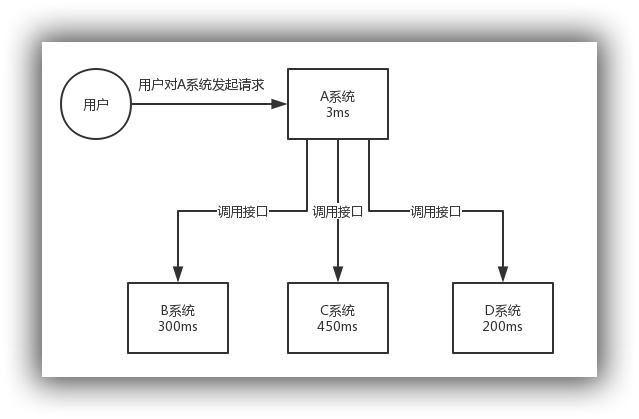 用户对A系统发起请求
用户
A系统
3ms
调用接口
调用接口
调用接口
B系统
300ms
C系统
450ms
D系统
200ms